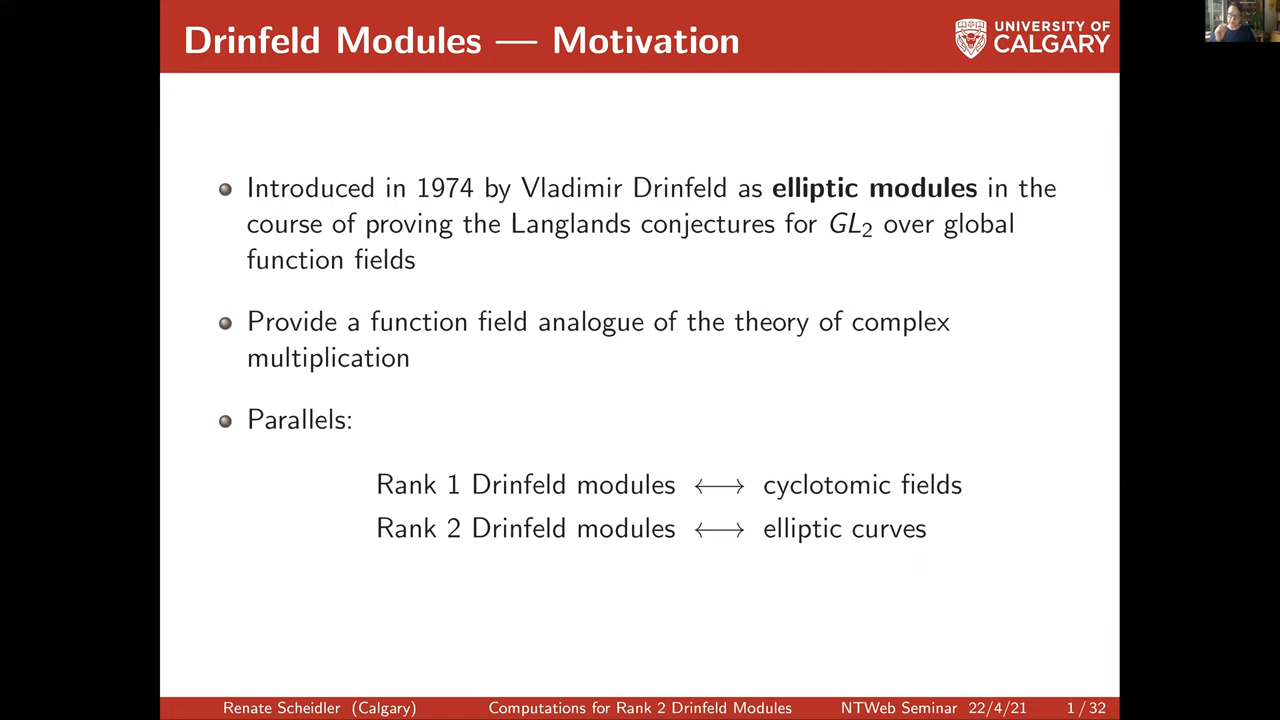 Drinfeld Modules — Motivation
UNIVERSITY OF
CALGARY
Introduced in 1974 by Vladimir Drinfeld as elliptic modules in the
course of proving the Langlands conjectures for GL₂ over global
function fields
Provide a function field analogue of the theory of complex
multiplication
Parallels:
Rank 1 Drinfeld modules ⟷ cyclotomic fields
Rank 2 Drinfeld modules ⟷ elliptic curves
Renate Scheidler (Calgary) Computations for Rank 2 Drinfeld Modules NTWeb Seminar 22/4/21 1 / 32